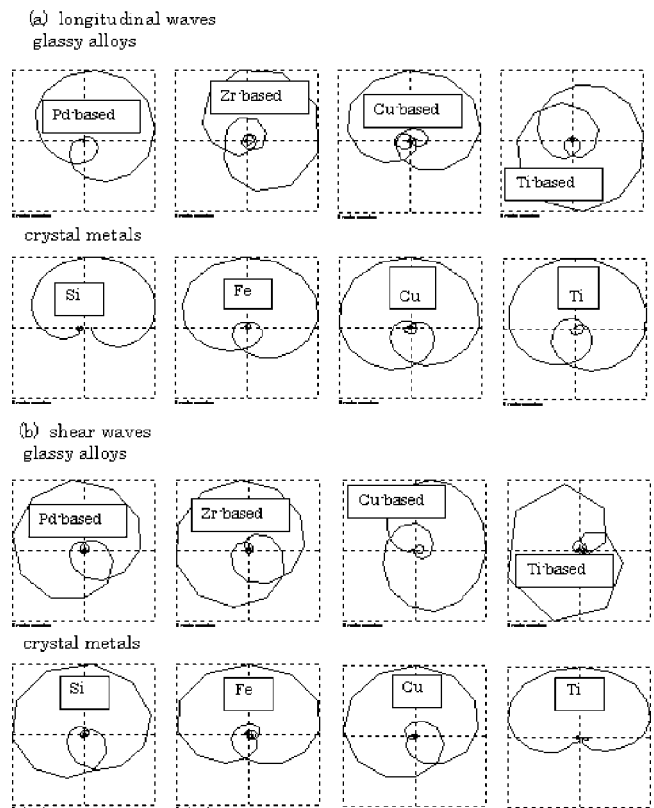 (a) longitudinal waves
glassy alloys
Pd-based
Zr-based
Cu-based
Ti-based
crystal metals
Si
Fe
Cu
Ti
(b) shear waves
glassy alloys
Pd-based
Zr-based
Cu-based
Ti-based
crystal metals
Si
Fe
Cu
Ti